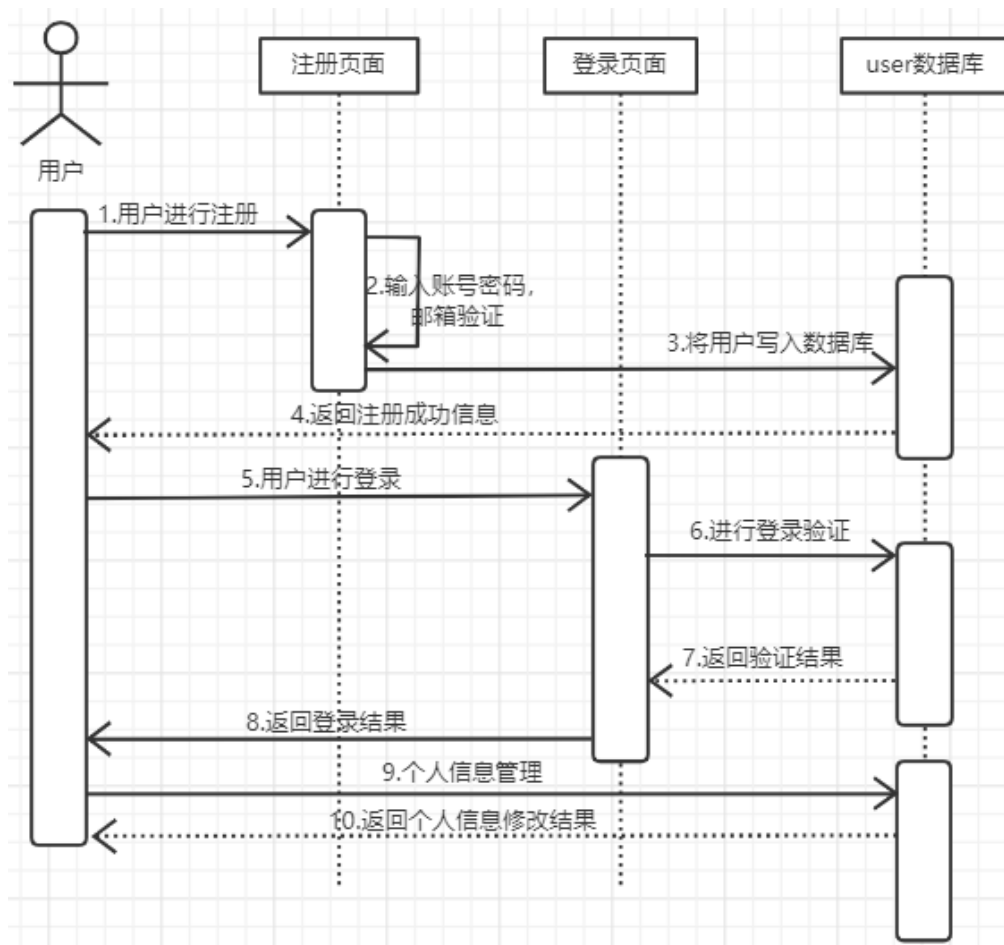 注册页面
登录页面
user数据库
用户
1.用户进行注册
2.输入账号密码，
邮箱验证
3.将用户写入数据库
4.返回注册成功信息
5.用户进行登录
6.进行登录验证
7.返回验证结果
8.返回登录结果
9.个人信息管理
10.返回个人信息修改结果